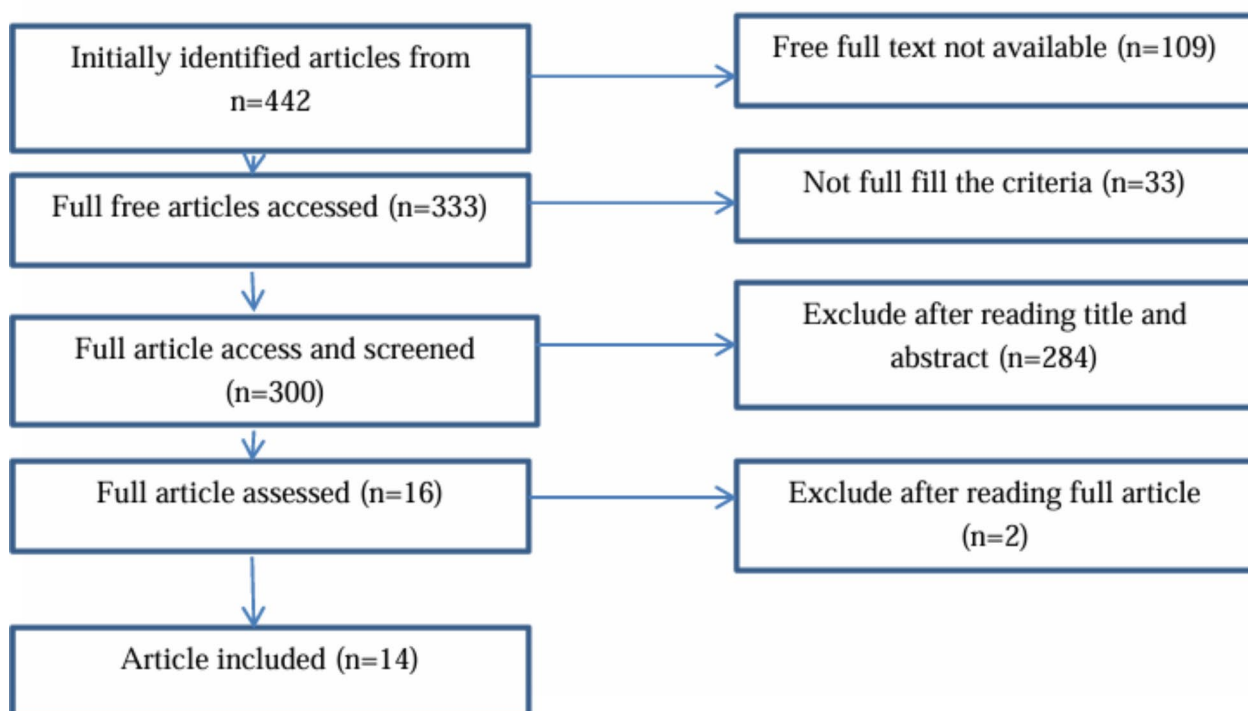 Initially identified articles from
n=442
Free full text not available (n=109)
Full free articles accessed (n=333)
Not full fill the criteria (n=33)
Full article access and screened
(n=300)
Exclude after reading title and
abstract (n=284)
Full article assessed (n=16)
Exclude after reading full article
(n=2)
Article included (n=14)